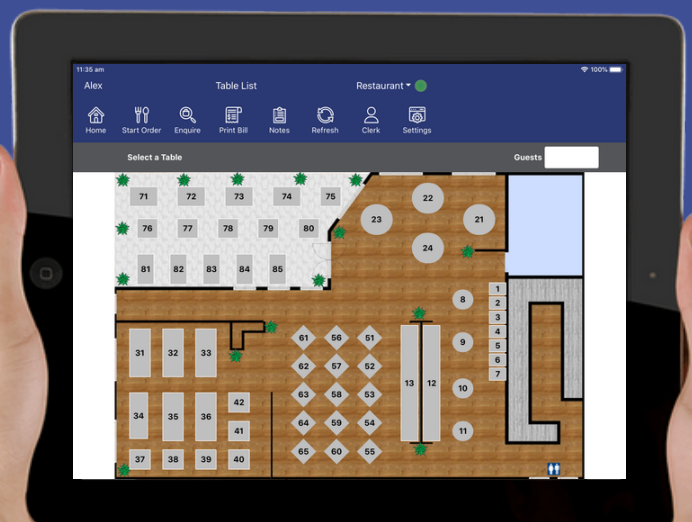 11:35 am 100%
Alex Table List Restaurant
Home Start Order Enquire Print Bill Notes Refresh Clerk Settings
Select a Table Guests
71 72 73 74 75
76 77 78 79 80
81 82 83 84 85
22
23 21
24
1
8 2
3
4
9 5
6
7
10
11
31 32 33
34 35 36
42
41
37 38 39 40
61 56 51
62 57 52
63 58 53
64 59 54
65 60 55
13 12